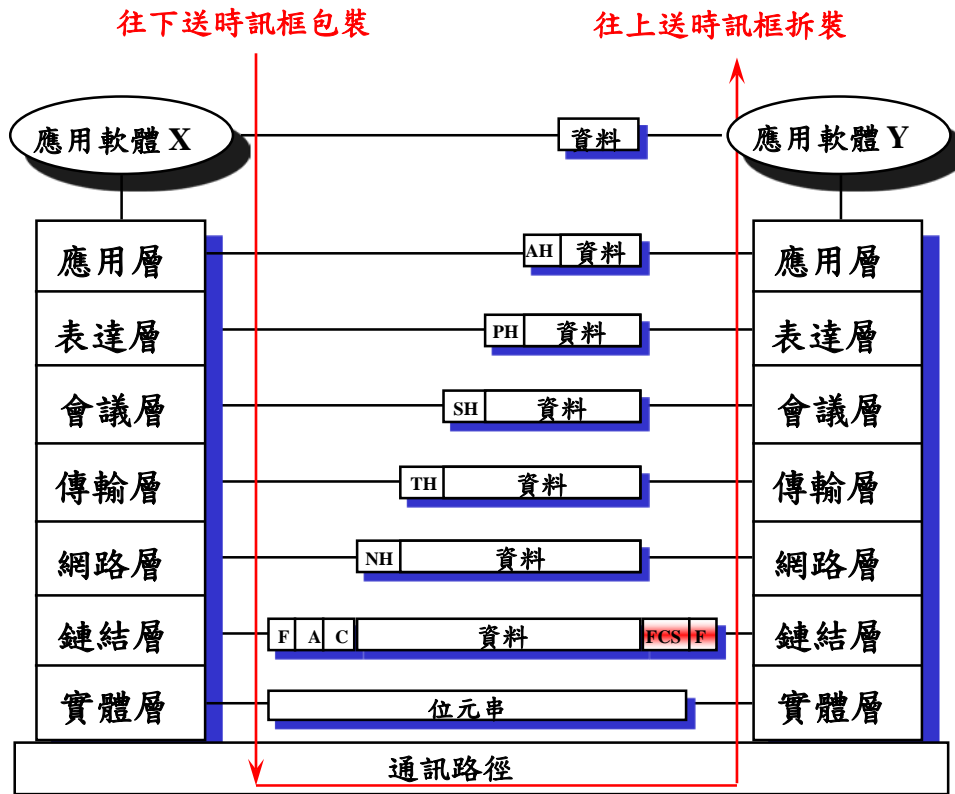 往下送時訊框包裝 往上送時訊框拆裝
應用軟體 X 資料 應用軟體 Y
應用層 AH 資料 應用層
表達層 PH 資料 表達層
會議層 SH 資料 會議層
傳輸層 TH 資料 傳輸層
網路層 NH 資料 網路層
鏈結層 F A C 資料 FCS F 鏈結層
實體層 位元串 實體層
通訊路徑